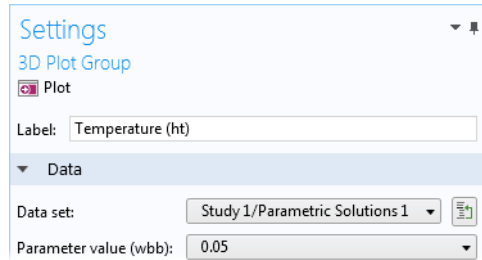 Settings
3D Plot Group
Plot
Label: Temperature (ht)
Data
Data set: Study 1/Parametric Solutions 1
Parameter value (wbb): 0.05